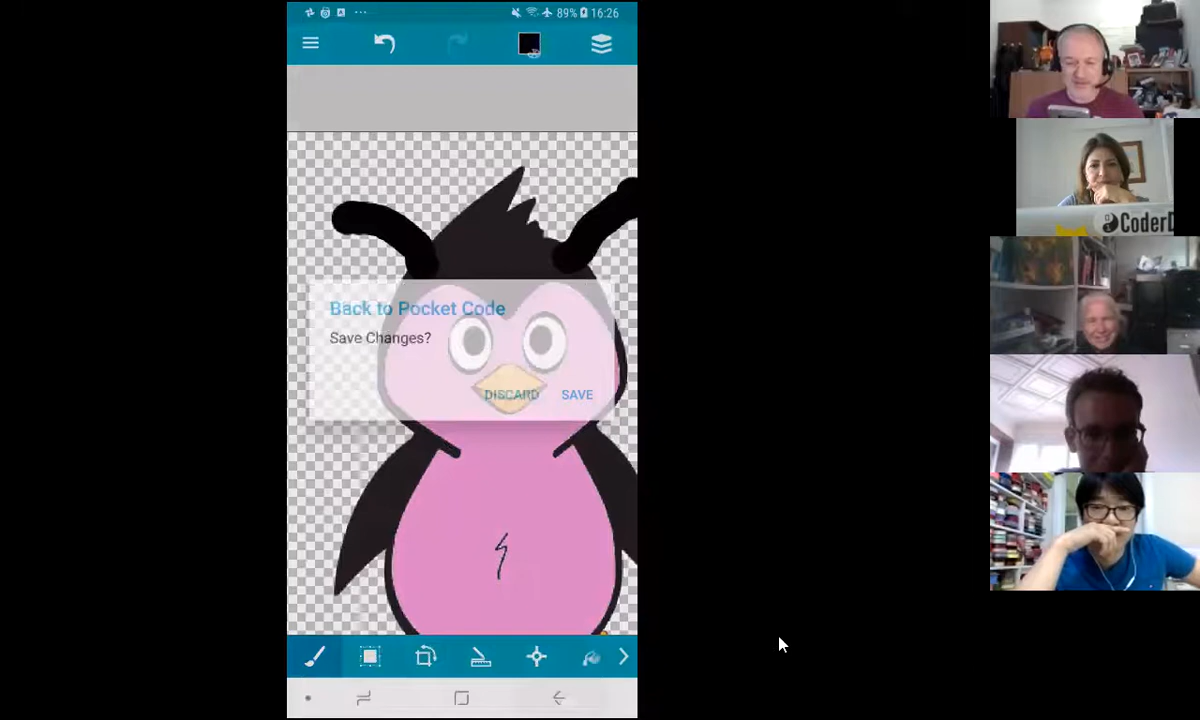 89% 16:26
Back to Pocket Code
Save Changes?
DISCARD SAVE
CoderD